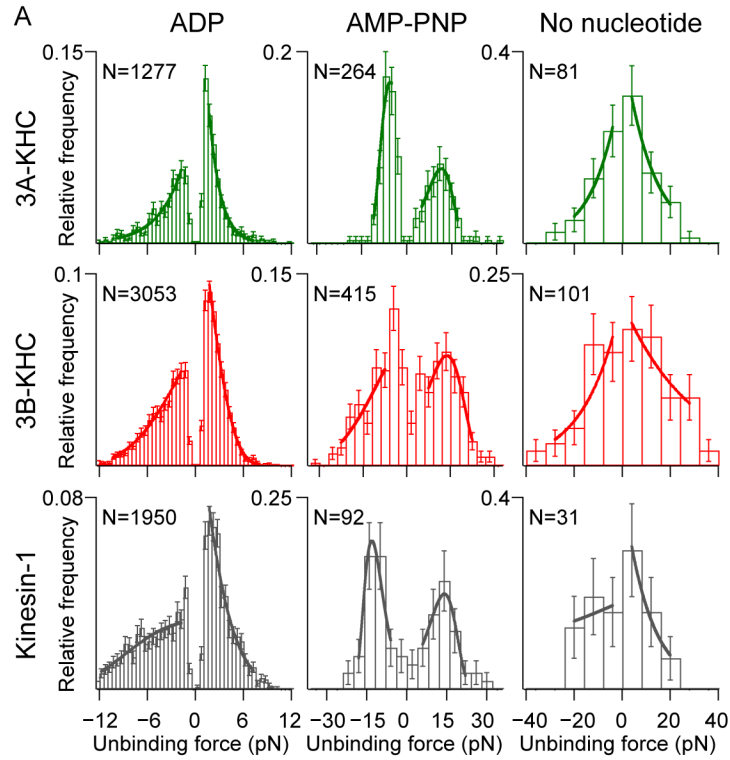 A
ADP AMP-PNP No nucleotide
3A-KHC
Relative frequency
0.15 N=1277
0.2 N=264
0.4 N=81
3B-KHC
Relative frequency
0.1 N=3053
0.15 N=415
0.25 N=101
Kinesin-1
Relative frequency
0.08 N=1950
0.25 N=92
0.4 N=31
−12 −6 0 6 12
−30 −15 0 15 30
−40 −20 0 20 40
Unbinding force (pN) Unbinding force (pN) Unbinding force (pN)